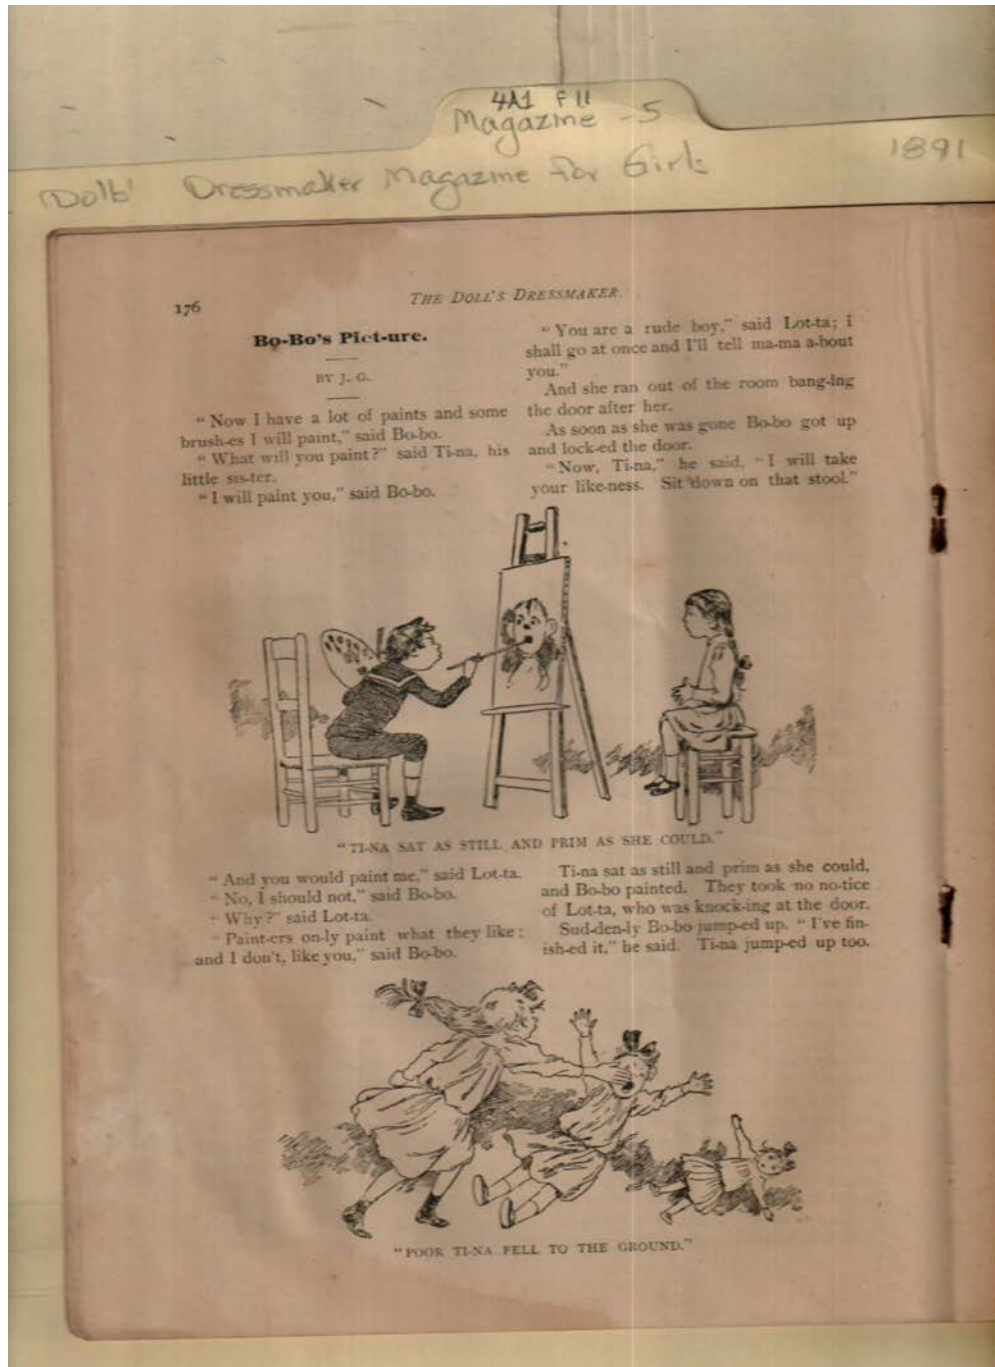 4A1 F 11
Magazine - 5
1891
Dressmaker Magazine for Girls
176
THE DOLL'S DRESSMAKER.
Bo-Bo's Pict-ure.
BY J. G.
"Now I have a lot of paints and some
brush-es I will paint," said Bo-bo.
"What will you paint?" said Ti-na, his
little sis-ter.
"I will paint you," said Bo-bo.
"You are a rude boy," said Lot-ta; i
shall go at once and I'll tell ma-ma a-bout
you."
And she ran out of the room bang-ing
the door after her.
As soon as she was gone Bo-bo got up
and lock-ed the door.
"Now, Ti-na," he said, "I will take
your like-ness. Sit down on that stool."
"TI-NA SAT AS STILL AND PRIM AS SHE COULD."
"And you would paint me," said Lot-ta.
"No, I should not," said Bo-bo.
"Why?" said Lot-ta.
"Paint-ers on-ly paint what they like;
and I don't, like you," said Bo-bo.
Ti-na sat as still and prim as she could,
and Bo-bo painted. They took no no-tice
of Lot-ta, who was knock-ing at the door.
Sud-den-ly Bo-bo jump-ed up. "I've fin-
ish-ed it," he said. Ti-na jump-ed up too.
"POOR TI-NA FELL TO THE GROUND."